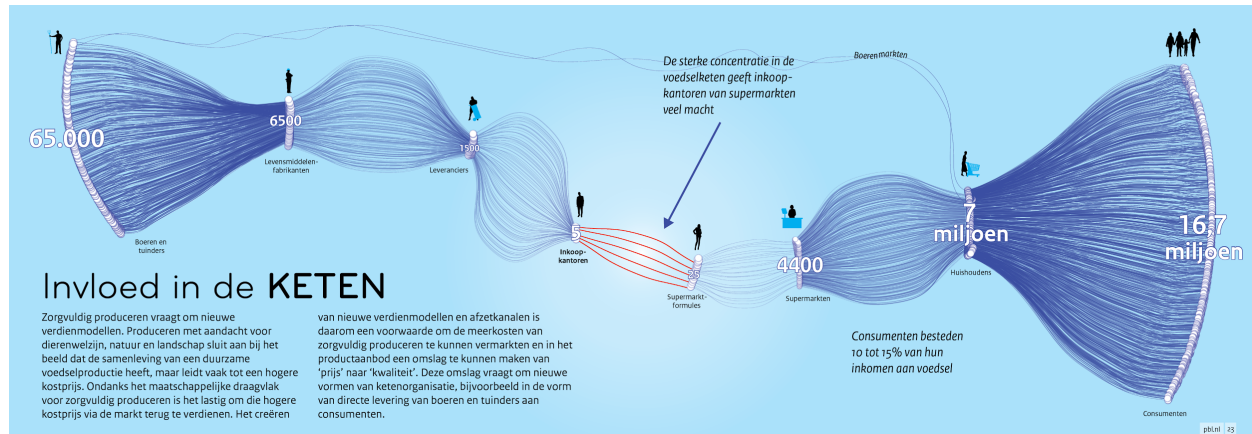 De sterke concentratie in de
voedselketen geeft inkoop-
kantoren van supermarkten
veel macht
Boerenmarkten
65.000
Boeren en
tuinders
6500
Levensmiddelen-
fabrikanten
1500
Leveranciers
5
Inkoop-
kantoren
25
Supermarkt-
formules
4400
Supermarkten
7
miljoen
Huishoudens
16,7
miljoen
Consumenten
Consumenten besteden
10 tot 15% van hun
inkomen aan voedsel
Invloed in de KETEN
Zorgvuldig produceren vraagt om nieuwe
verdienmodellen. Produceren met aandacht voor
dierenwelzijn, natuur en landschap sluit aan bij het
beeld dat de samenleving van een duurzame
voedselproductie heeft, maar leidt vaak tot een hogere
kostprijs. Ondanks het maatschappelijke draagvlak
voor zorgvuldig produceren is het lastig om die hogere
kostprijs via de markt terug te verdienen. Het creëren
van nieuwe verdienmodellen en afzetkanalen is
daarom een voorwaarde om de meerkosten van
zorgvuldig produceren te kunnen vermarkten en in het
productaanbod een omslag te kunnen maken van
‘prijs’ naar ‘kwaliteit’. Deze omslag vraagt om nieuwe
vormen van ketenorganisatie, bijvoorbeeld in de vorm
van directe levering van boeren en tuinders aan
consumenten.
pbl.nl 23